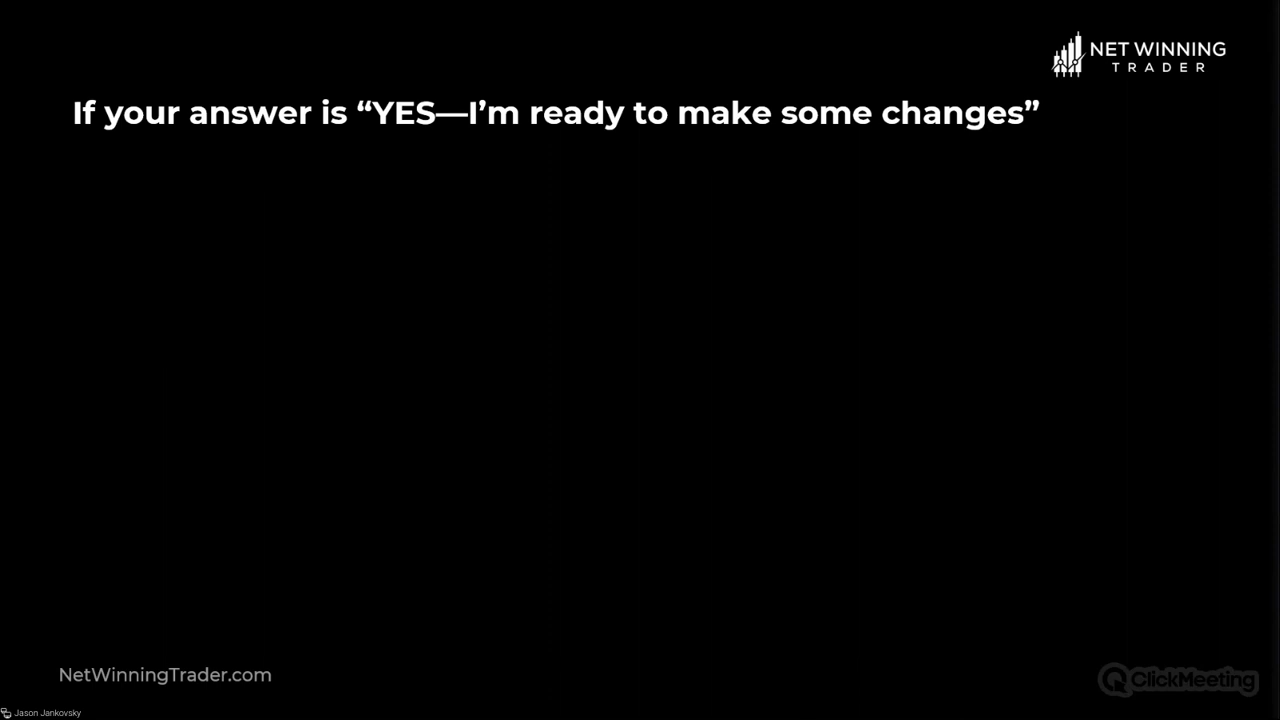 NET WINNING
TRADER
If your answer is “YES—I’m ready to make some changes”
NetWinningTrader.com
ClickMeeting
Jason Jankovsky